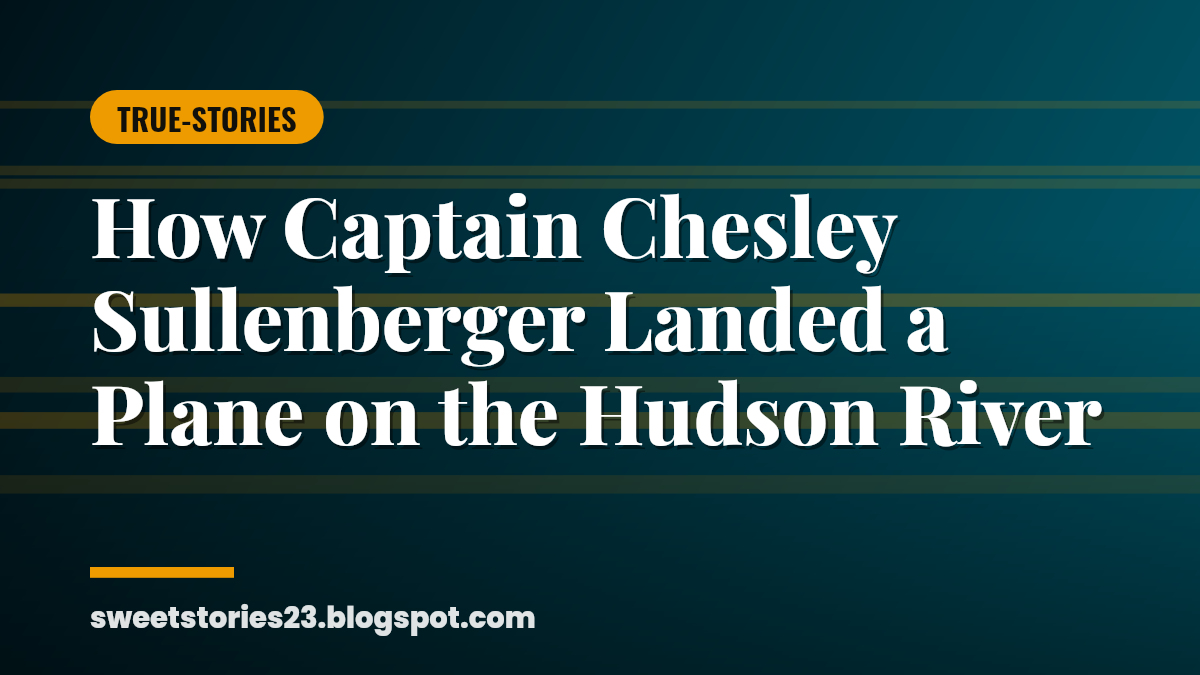 TRUE-STORIES
How Captain Chesley
Sullenberger Landed a
Plane on the Hudson River
sweetstories23.blogspot.com